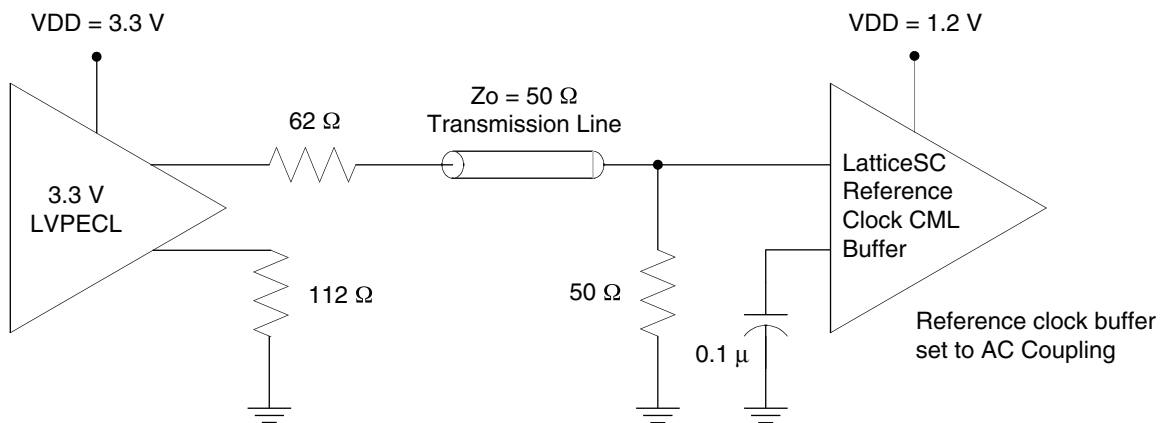 VDD = 3.3 V
VDD = 1.2 V
Zo = 50 Ω
Transmission Line
62 Ω
3.3 V
LVPECL
LatticeSC
Reference
Clock CML
Buffer
112 Ω
50 Ω
0.1 μ
Reference clock buffer
set to AC Coupling